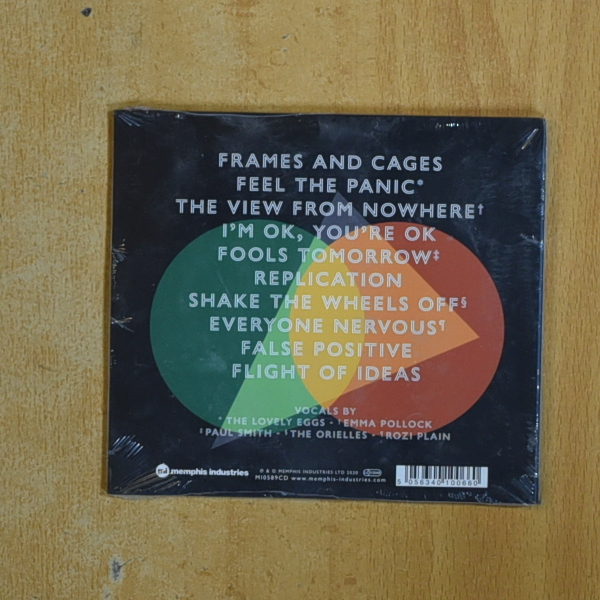 FRAMES AND CAGES
FEEL THE PANIC*
THE VIEW FROM NOWHERE†
I'M OK, YOU'RE OK
FOOLS TOMORROW‡
REPLICATION
SHAKE THE WHEELS OFF§
EVERYONE NERVOUS¶
FALSE POSITIVE
FLIGHT OF IDEAS
VOCALS BY
* THE LOVELY EGGS - †EMMA POLLOCK
‡PAUL SMITH - §THE ORIELLES - ¶ROZI PLAIN
mi memphis industries
℗ & © MEMPHIS INDUSTRIES LTD 2020
MI0589CD www.memphis-industries.com
5 056340 100660